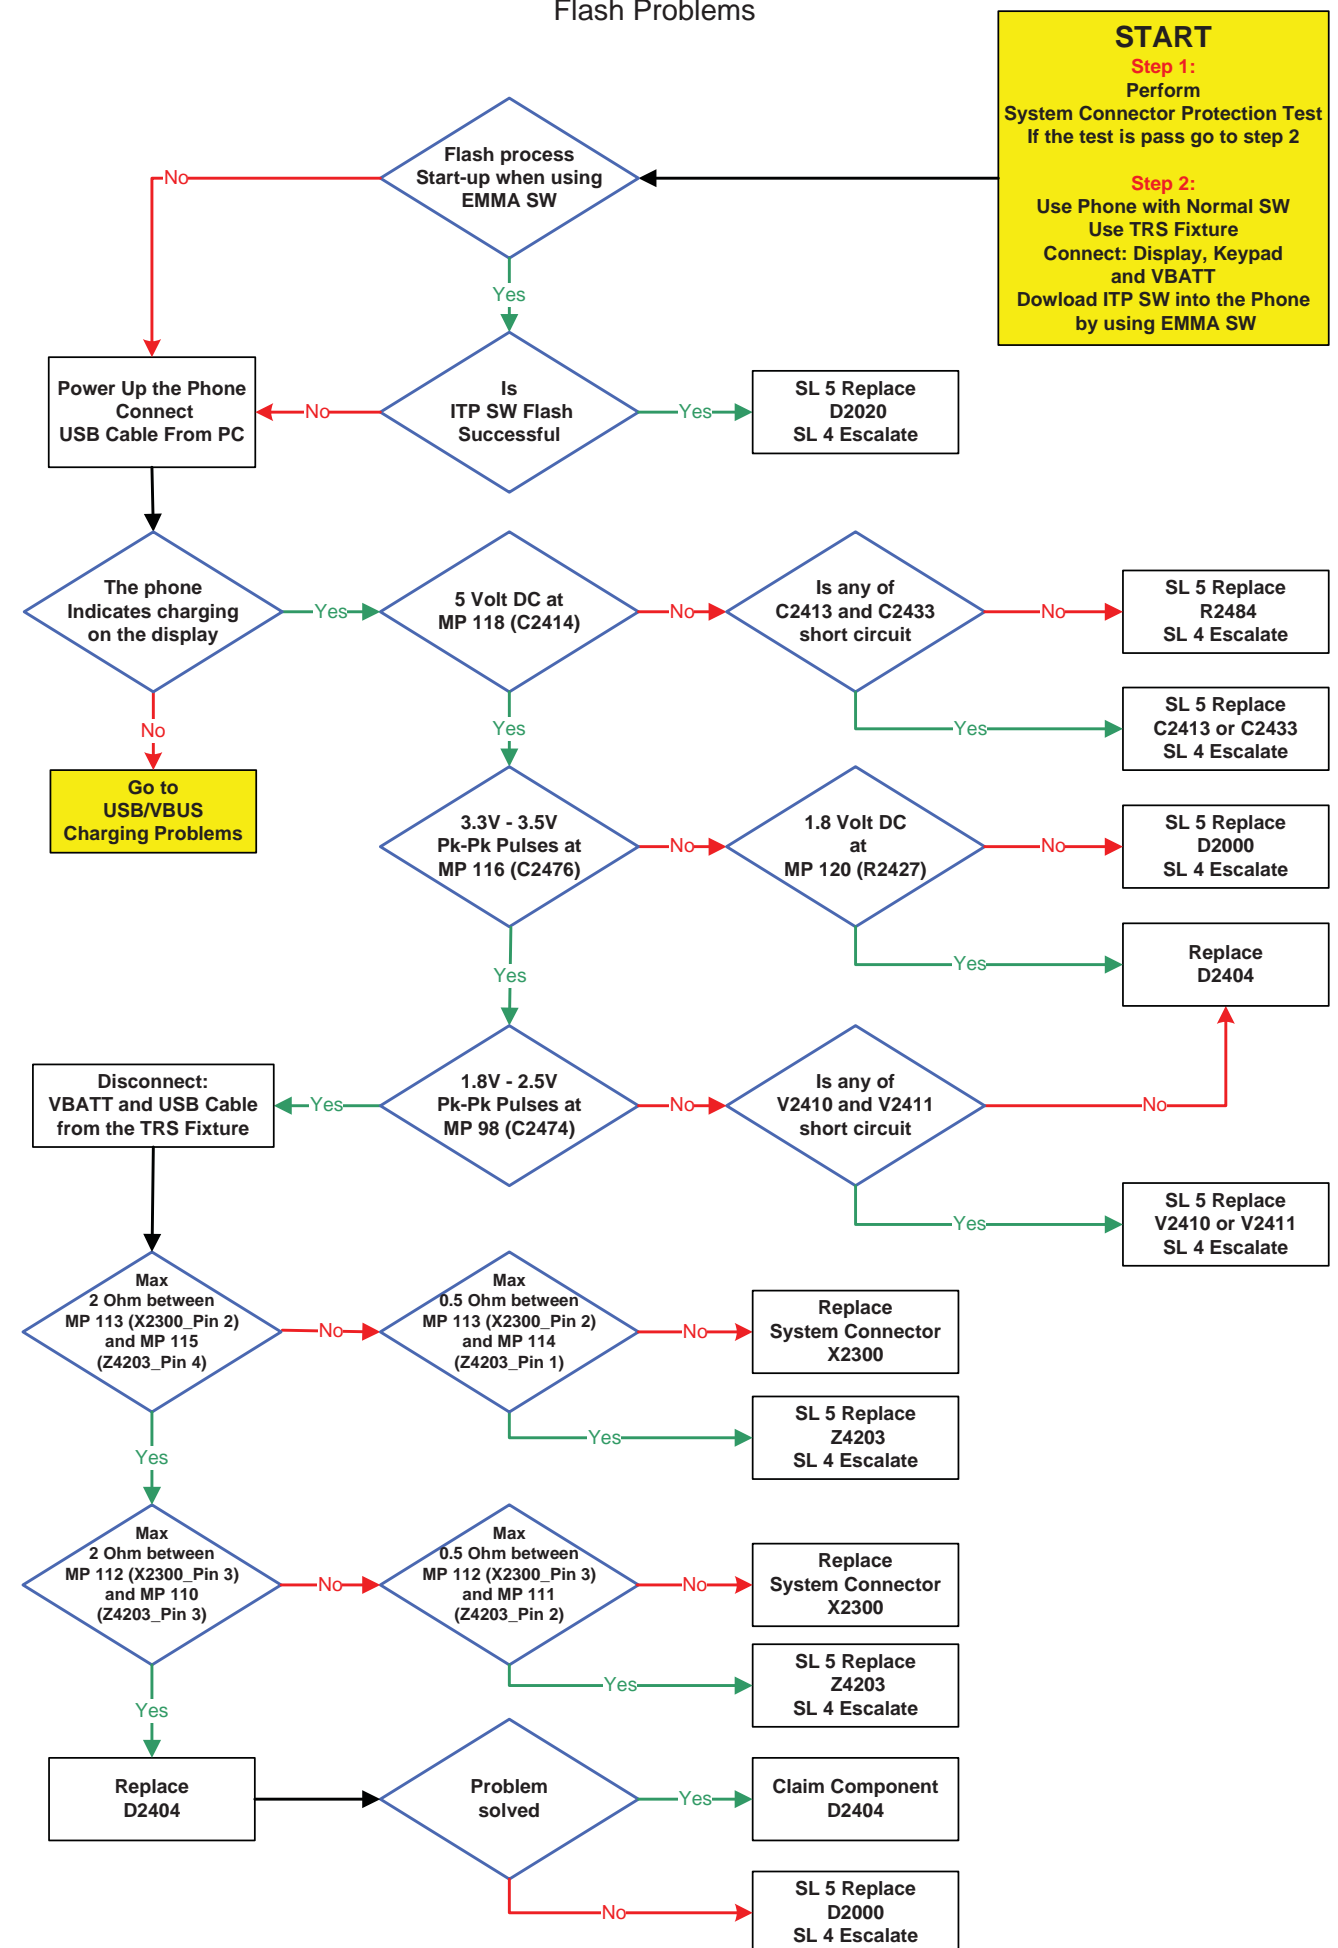 Flash Problems
START
Step 1:
Perform
System Connector Protection Test
If the test is pass go to step 2
Step 2:
Use Phone with Normal SW
Use TRS Fixture
Connect: Display, Keypad
and VBATT
Dowload ITP SW into the Phone
by using EMMA SW
Flash process
Start-up when using
EMMA SW
No
Yes
Power Up the Phone
Connect
USB Cable From PC
No
Is
ITP SW Flash
Successful
Yes
SL 5 Replace
D2020
SL 4 Escalate
The phone
Indicates charging
on the display
Yes
5 Volt DC at
MP 118 (C2414)
No
Is any of
C2413 and C2433
short circuit
No
SL 5 Replace
R2484
SL 4 Escalate
No
Yes
Yes
SL 5 Replace
C2413 or C2433
SL 4 Escalate
Go to
USB/VBUS
Charging Problems
3.3V - 3.5V
Pk-Pk Pulses at
MP 116 (C2476)
No
1.8 Volt DC
at
MP 120 (R2427)
No
SL 5 Replace
D2000
SL 4 Escalate
Yes
Yes
Replace
D2404
Disconnect:
VBATT and USB Cable
from the TRS Fixture
Yes
1.8V - 2.5V
Pk-Pk Pulses at
MP 98 (C2474)
No
Is any of
V2410 and V2411
short circuit
No
Yes
SL 5 Replace
V2410 or V2411
SL 4 Escalate
Max
2 Ohm between
MP 113 (X2300_Pin 2)
and MP 115
(Z4203_Pin 4)
No
Max
0.5 Ohm between
MP 113 (X2300_Pin 2)
and MP 114
(Z4203_Pin 1)
No
Replace
System Connector
X2300
Yes
Yes
SL 5 Replace
Z4203
SL 4 Escalate
Max
2 Ohm between
MP 112 (X2300_Pin 3)
and MP 110
(Z4203_Pin 3)
No
Max
0.5 Ohm between
MP 112 (X2300_Pin 3)
and MP 111
(Z4203_Pin 2)
No
Replace
System Connector
X2300
Yes
Yes
SL 5 Replace
Z4203
SL 4 Escalate
Replace
D2404
Problem
solved
Yes
Claim Component
D2404
No
SL 5 Replace
D2000
SL 4 Escalate